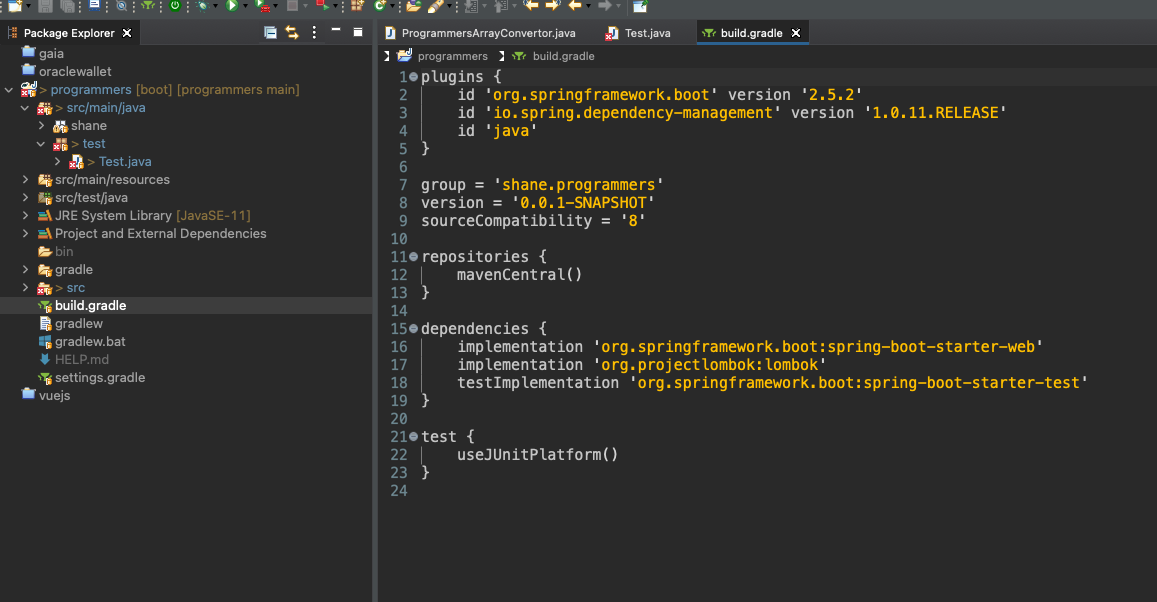 Package Explorer
gaia
oraclewallet
> programmers [boot] [programmers main]
> src/main/java
shane
> test
> Test.java
src/main/resources
src/test/java
JRE System Library [JavaSE-11]
Project and External Dependencies
bin
gradle
> src
build.gradle
gradlew
gradlew.bat
HELP.md
settings.gradle
vuejs
ProgrammersArrayConvertor.java
Test.java
build.gradle
programmers
build.gradle
1 plugins {
2 id 'org.springframework.boot' version '2.5.2'
3 id 'io.spring.dependency-management' version '1.0.11.RELEASE'
4 id 'java'
5 }
6
7 group = 'shane.programmers'
8 version = '0.0.1-SNAPSHOT'
9 sourceCompatibility = '8'
10
11 repositories {
12 mavenCentral()
13 }
14
15 dependencies {
16 implementation 'org.springframework.boot:spring-boot-starter-web'
17 implementation 'org.projectlombok:lombok'
18 testImplementation 'org.springframework.boot:spring-boot-starter-test'
19 }
20
21 test {
22 useJUnitPlatform()
23 }
24